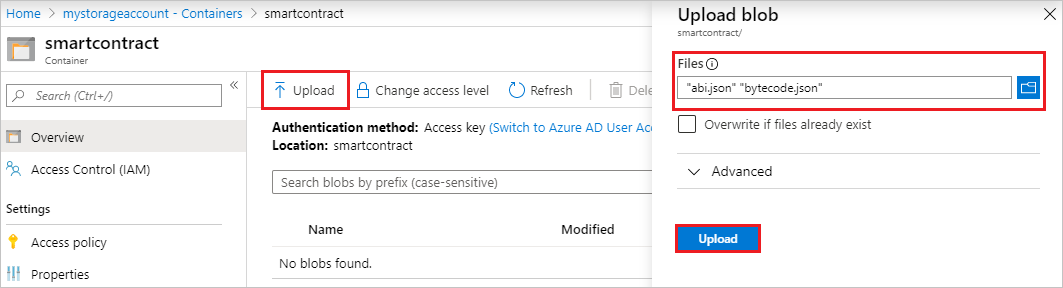 Home > mystorageaccount - Containers > smartcontract
smartcontract
Container
Search (Ctrl+/)
Overview
Access Control (IAM)
Settings
Access policy
Properties
Upload Change access level Refresh Dele
Authentication method: Access key (Switch to Azure AD User Acc
Location: smartcontract
Search blobs by prefix (case-sensitive)
Name Modified
No blobs found.
Upload blob
smartcontract/
Files
"abi.json" "bytecode.json"
Overwrite if files already exist
Advanced
Upload